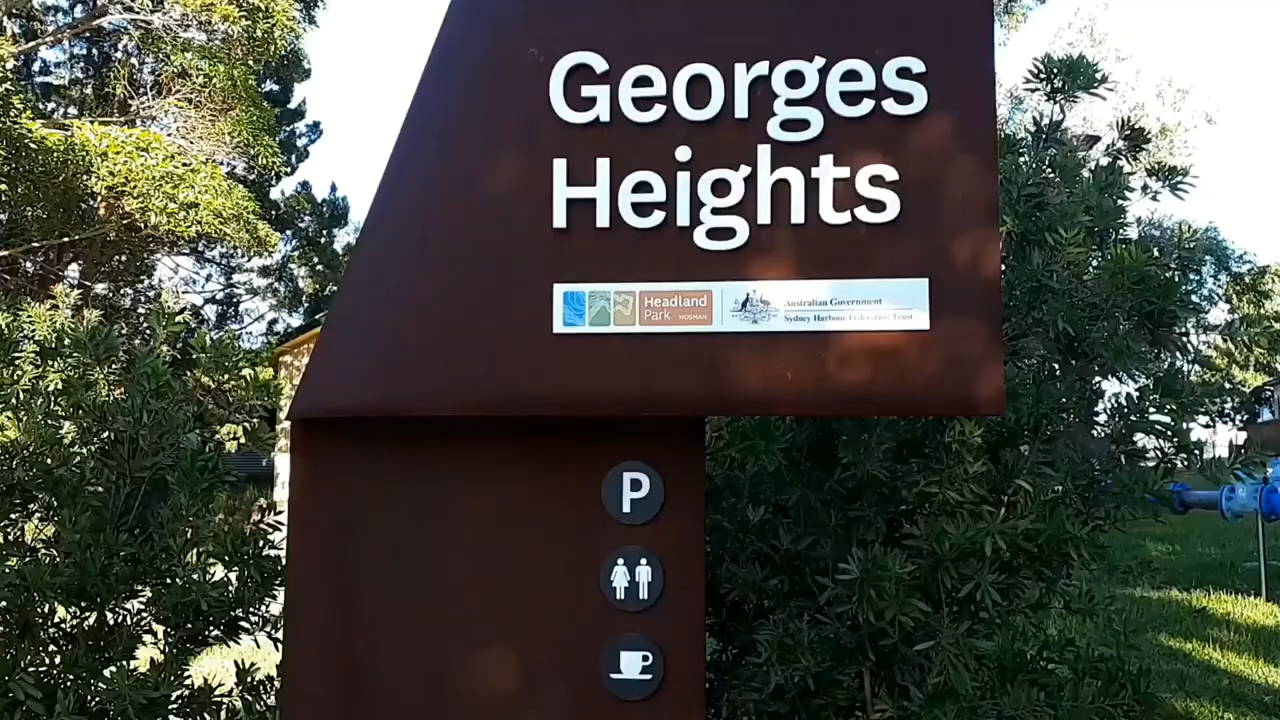 Georges
Heights
Headland
Park MOSMAN
Australian Government
Sydney Harbour Federation Trust
P